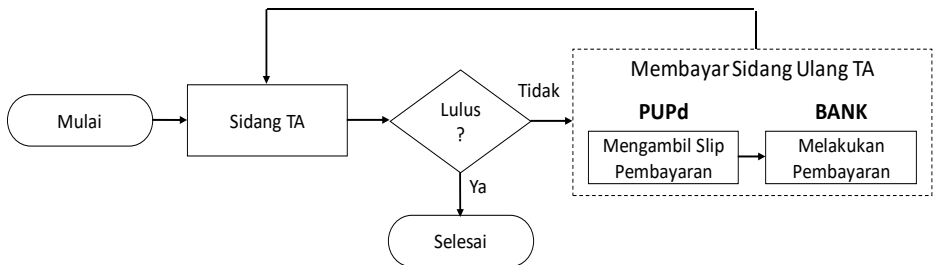 Mulai
Sidang TA
Lulus
?
Tidak
Ya
Selesai
Membayar Sidang Ulang TA
PUPd
Mengambil Slip
Pembayaran
BANK
Melakukan
Pembayaran